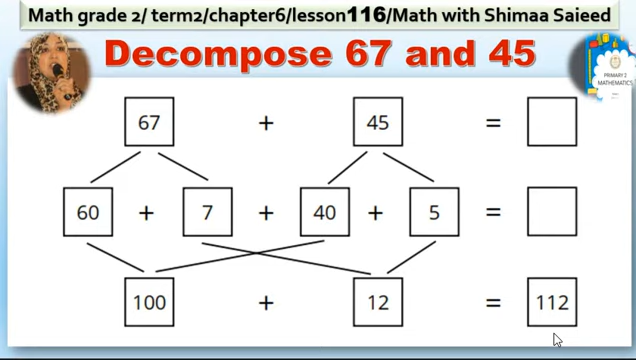 Math grade 2/ term2/chapter6/lesson116/Math with Shimaa Saieed
Decompose 67 and 45
PRIMARY 2
MATHEMATICS
67 + 45 =
60 + 7 + 40 + 5 =
100 + 12 = 112